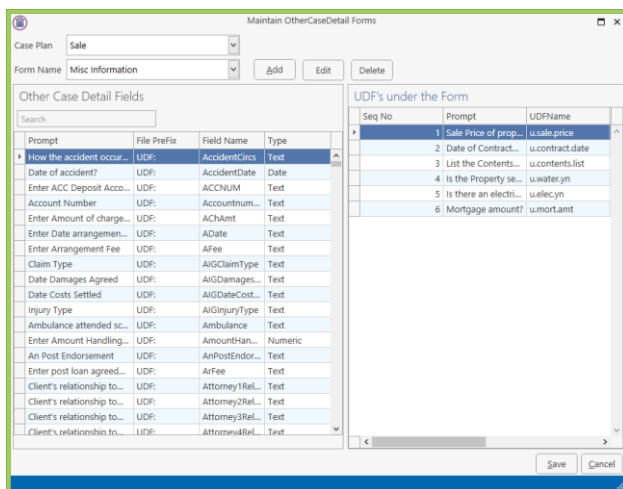 Maintain OtherCaseDetail Forms
Case Plan Sale
Form Name Misc Information Add Edit Delete
Other Case Detail Fields
Search
Prompt File PreFix Field Name Type
How the accident occur... UDF: AccidentCircs Text
Date of accident? UDF: AccidentDate Date
Enter ACC Deposit Acco... UDF: ACCNUM Text
Account Number UDF: Accountnum... Text
Enter Amount of charge... UDF: AChAmt Text
Enter Date arrangemen... UDF: ADate Text
Enter Arrangement Fee UDF: AFee Text
Claim Type UDF: AIGClaimType Text
Date Damages Agreed UDF: AIGDamages... Text
Date Costs Settled UDF: AIGDateCost... Text
Injury Type UDF: AIGInjuryType Text
Ambulance attended sc... UDF: Ambulance Text
Enter Amount Handling... UDF: AmountHan... Numeric
An Post Endorsement UDF: AnPostEndor... Text
Enter post loan agreed... UDF: ArFee Text
Client's relationship to... UDF: Attorney1Rel... Text
Client's relationship to... UDF: Attorney2Rel... Text
Client's relationship to... UDF: Attorney3Rel... Text
Client's relationship to... UDF: Attorney4Rel... Text
UDF's under the Form
Seq No Prompt UDFName
1 Sale Price of prop... u.sale.price
2 Date of Contract... u.contract.date
3 List the Contents... u.contents.list
4 Is the Property se... u.water.yn
5 Is there an electri... u.elec.yn
6 Mortgage amount? u.mort.amt
Save Cancel